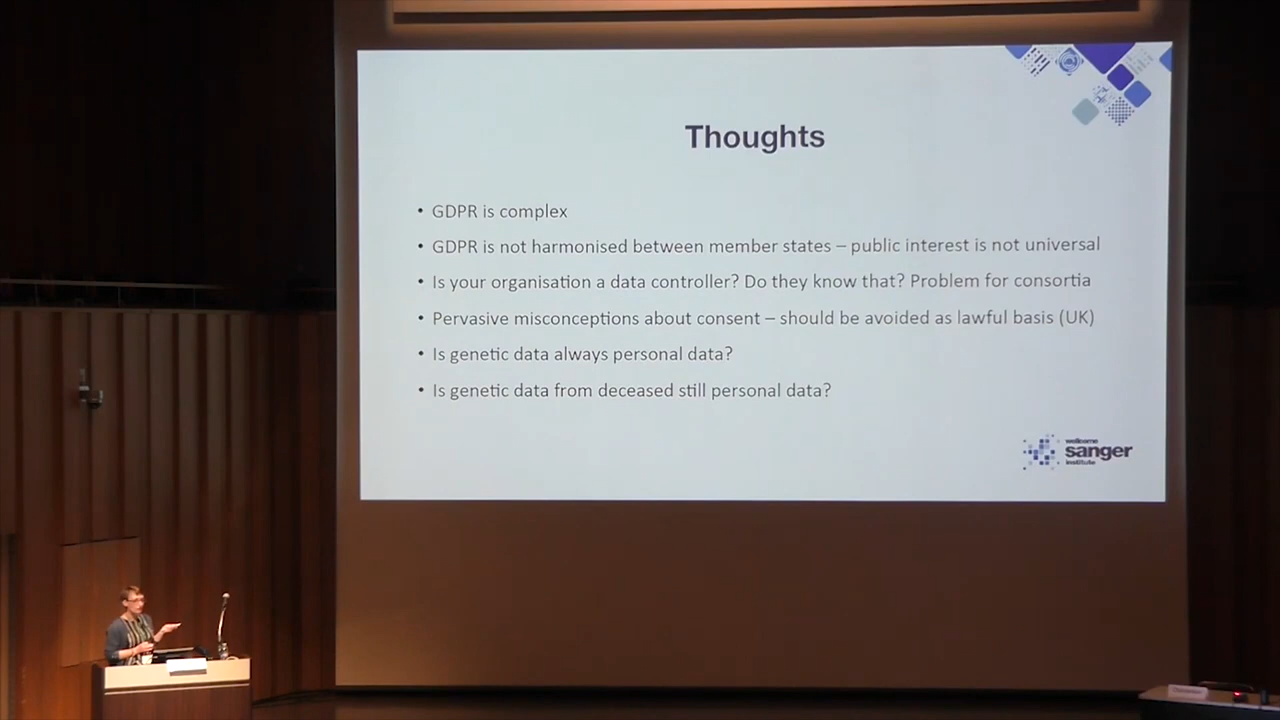 Thoughts
• GDPR is complex
• GDPR is not harmonised between member states – public interest is not universal
• Is your organisation a data controller? Do they know that? Problem for consortia
• Pervasive misconceptions about consent – should be avoided as lawful basis (UK)
• Is genetic data always personal data?
• Is genetic data from deceased still personal data?
wellcome
sanger
institute